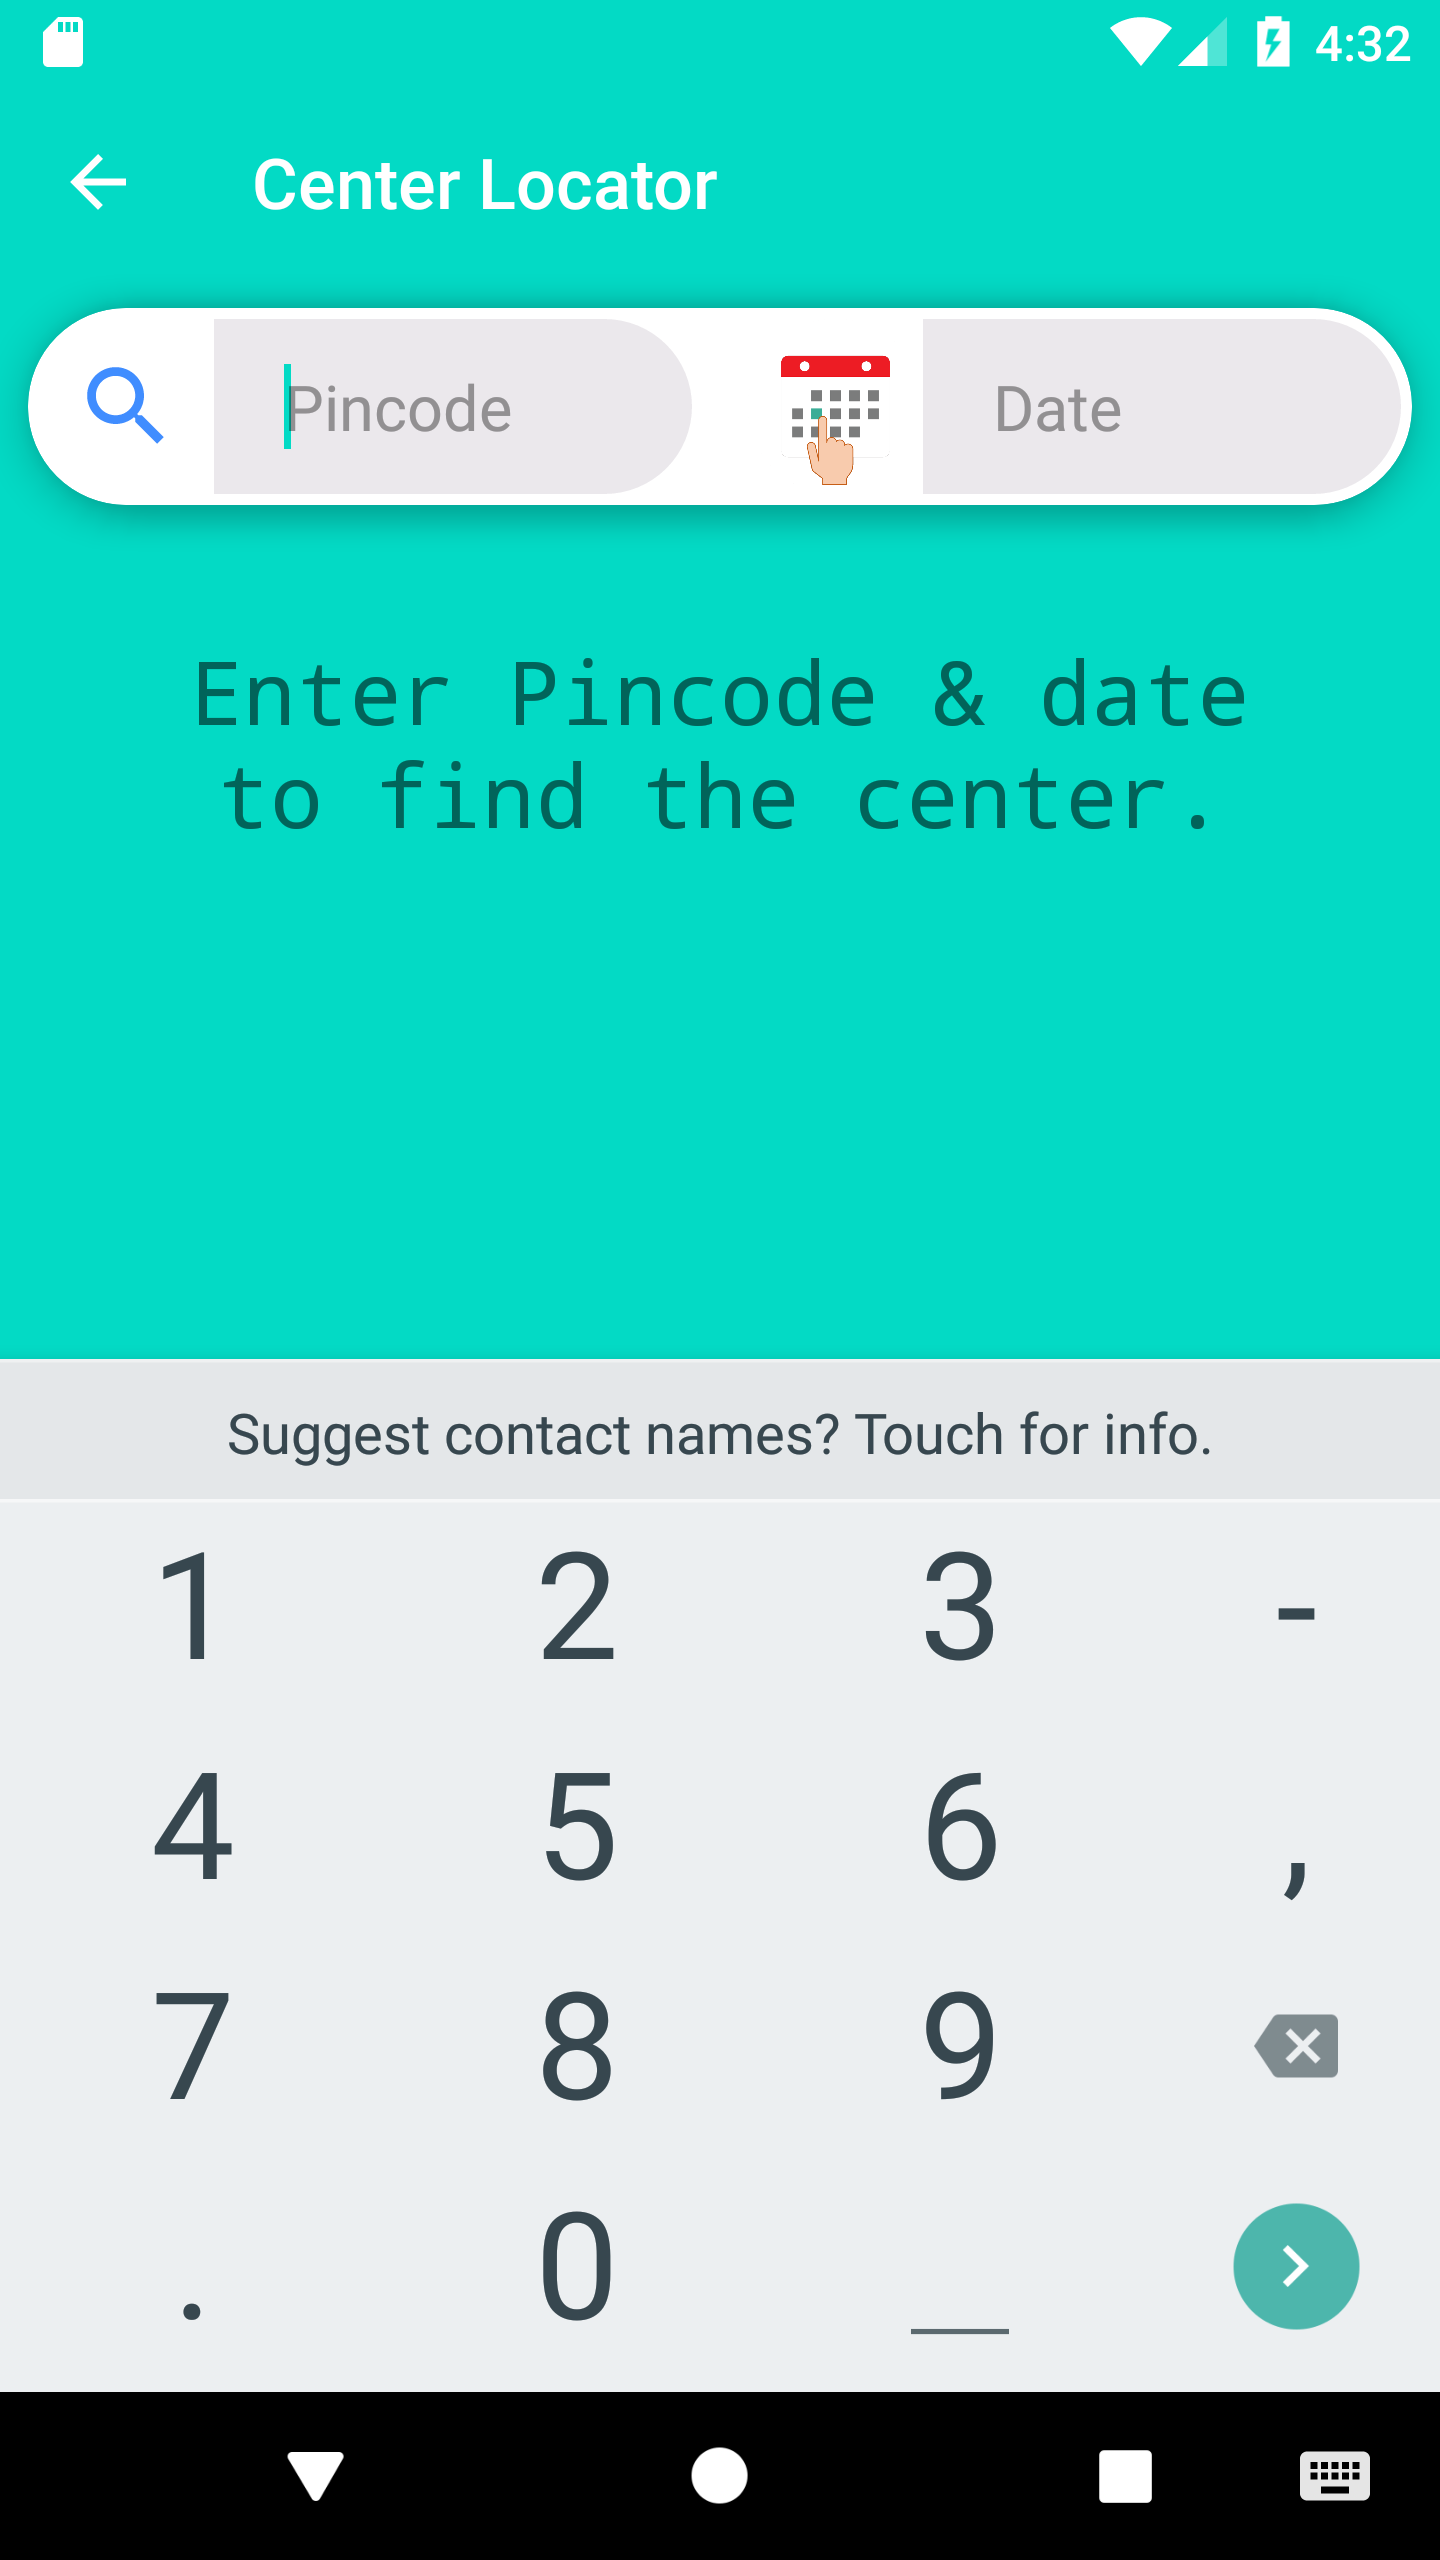 4:32
Center Locator
Pincode Date
Enter Pincode & date
to find the center.
Suggest contact names? Touch for info.
1 2 3 -
4 5 6 ,
7 8 9
. 0 _